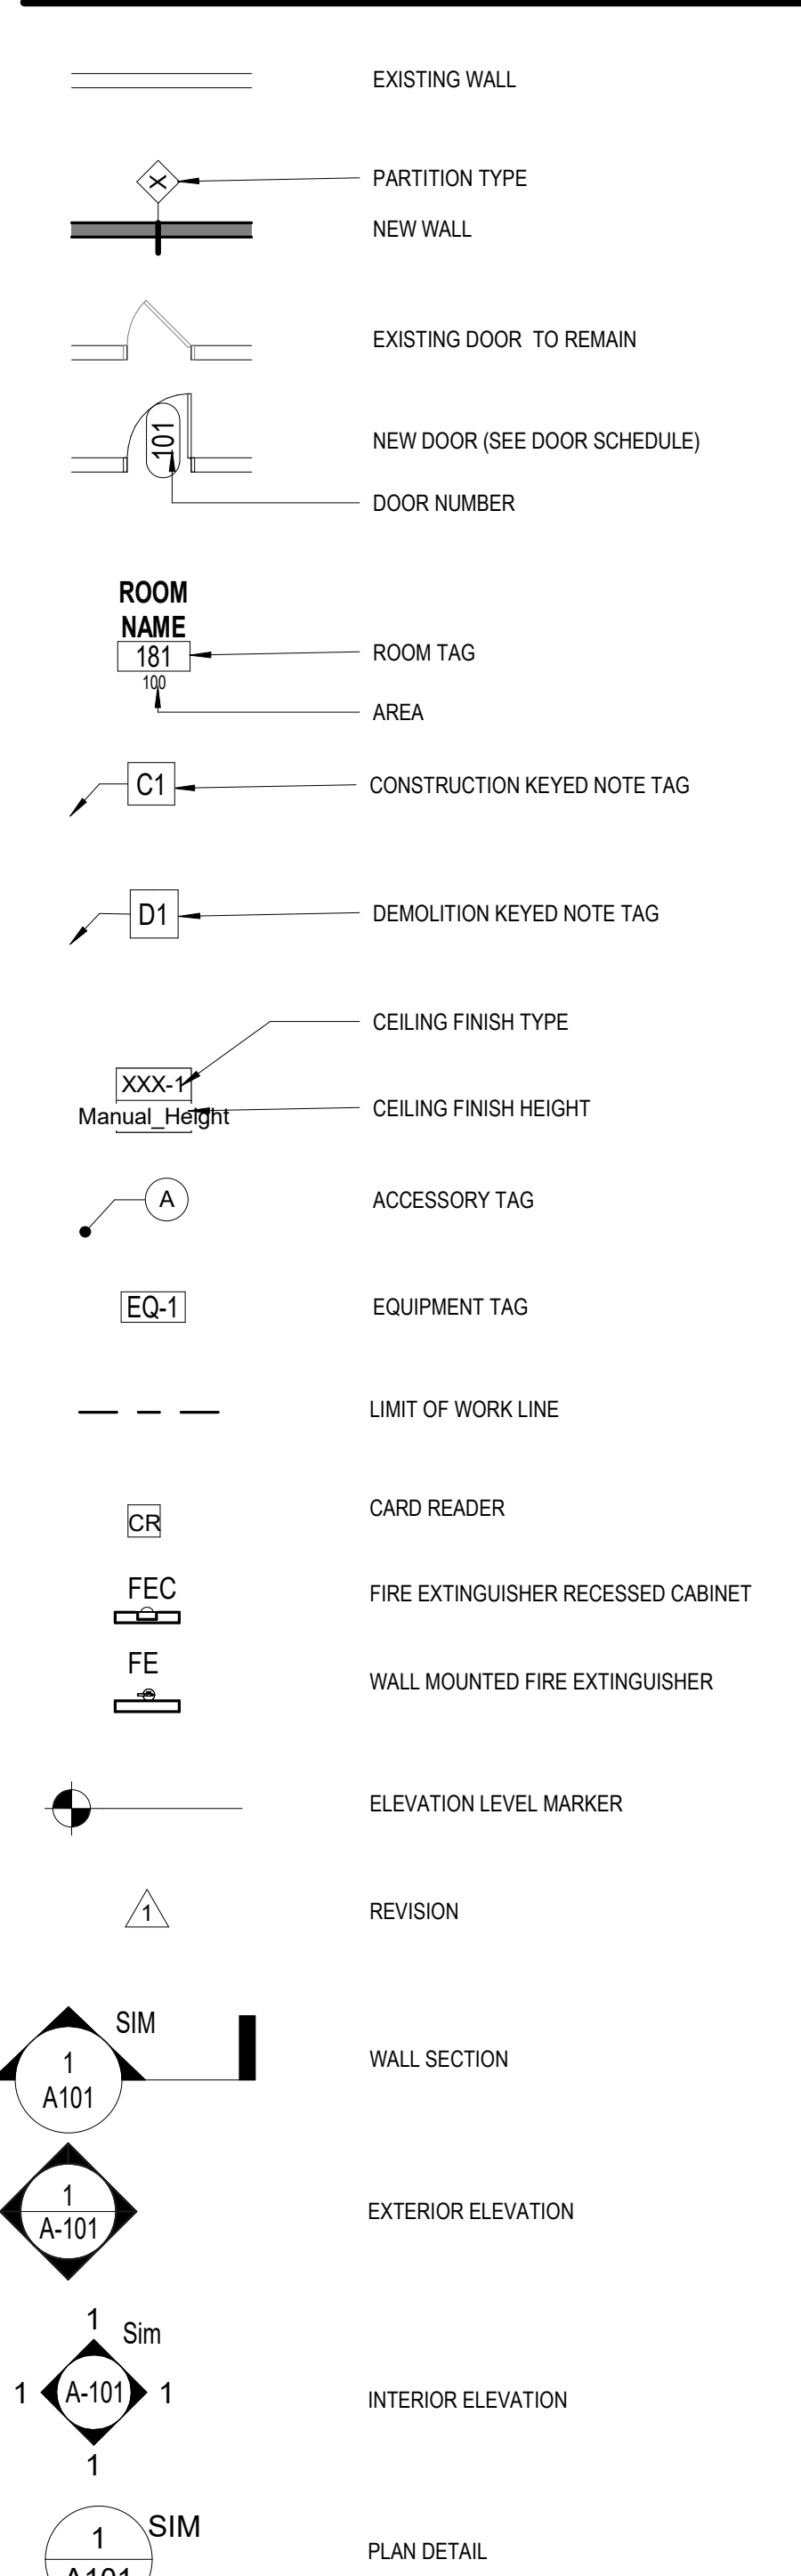 EXISTING WALL
X
PARTITION TYPE
NEW WALL
EXISTING DOOR TO REMAIN
101
NEW DOOR (SEE DOOR SCHEDULE)
DOOR NUMBER
ROOM
NAME
181
ROOM TAG
100
AREA
C1
CONSTRUCTION KEYED NOTE TAG
D1
DEMOLITION KEYED NOTE TAG
CEILING FINISH TYPE
XXX-1
Manual_Height
CEILING FINISH HEIGHT
A
ACCESSORY TAG
EQ-1
EQUIPMENT TAG
LIMIT OF WORK LINE
CR
CARD READER
FEC
FIRE EXTINGUISHER RECESSED CABINET
FE
WALL MOUNTED FIRE EXTINGUISHER
ELEVATION LEVEL MARKER
1
REVISION
SIM
1
A101
WALL SECTION
1
A-101
EXTERIOR ELEVATION
1
Sim
1
A-101
1
INTERIOR ELEVATION
1
1
SIM
A101
PLAN DETAIL